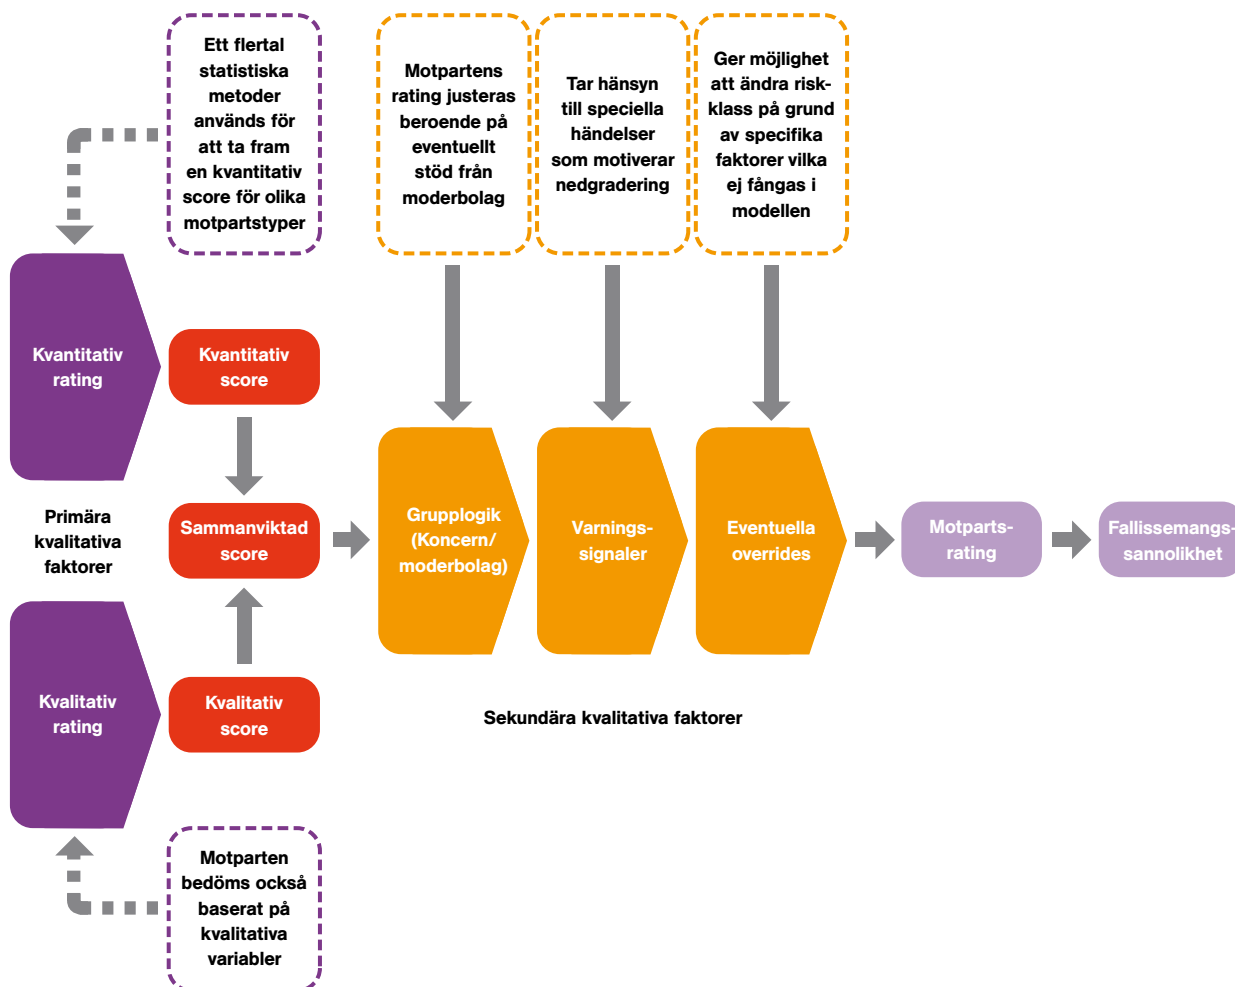 Ett flertal
statistiska
metoder
används för
att ta fram
en kvantitativ
score för olika
motpartstyper
Motpartens
rating justeras
beroende på
eventuellt
stöd från
moderbolag
Tar hänsyn
till speciella
händelser
som motiverar
nedgradering
Ger möjlighet
att ändra risk-
klass på grund
av specifika
faktorer vilka
ej fångas i
modellen
Kvantitativ
rating
Kvantitativ
score
Primära
kvalitativa
faktorer
Sammanviktad
score
Grupplogik
(Koncern/
moderbolag)
Varnings-
signaler
Eventuella
overrides
Motparts-
rating
Fallissemangs-
sannolikhet
Kvalitativ
rating
Kvalitativ
score
Sekundära kvalitativa faktorer
Motparten
bedöms också
baserat på
kvalitativa
variabler